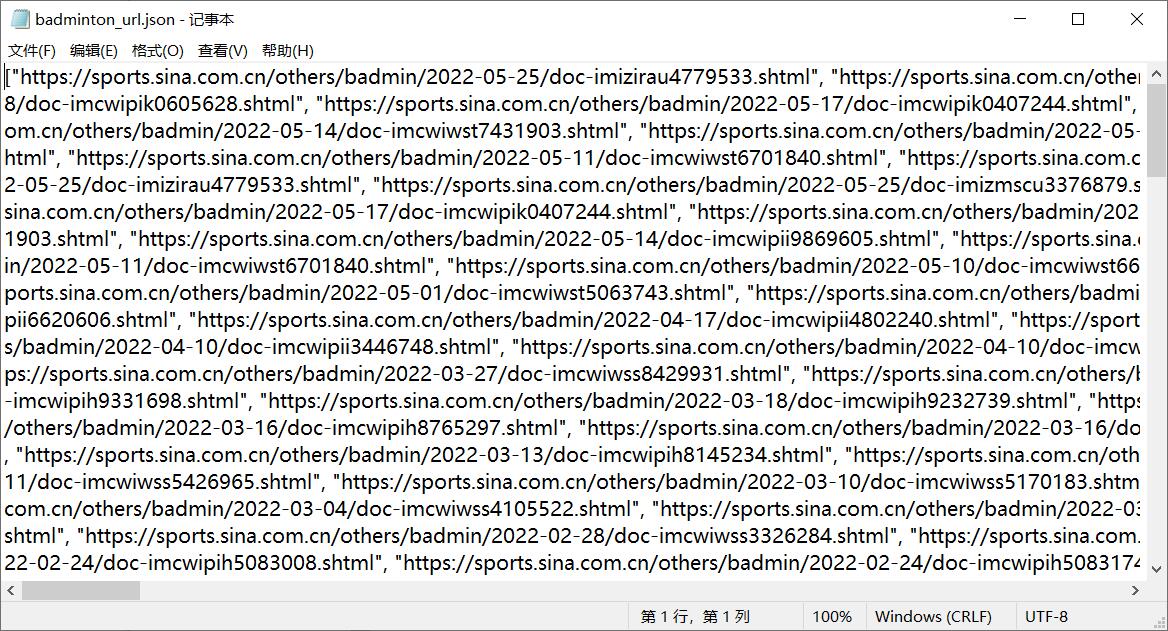 badminton_url.json - 记事本
文件(F) 编辑(E) 格式(O) 查看(V) 帮助(H)
["https://sports.sina.com.cn/others/badmin/2022-05-25/doc-imizirau4779533.shtml", "https://sports.sina.com.cn/other
8/doc-imcwipik0605628.shtml", "https://sports.sina.com.cn/others/badmin/2022-05-17/doc-imcwipik0407244.shtml",
om.cn/others/badmin/2022-05-14/doc-imcwiwst7431903.shtml", "https://sports.sina.com.cn/others/badmin/2022-05-
html", "https://sports.sina.com.cn/others/badmin/2022-05-11/doc-imcwiwst6701840.shtml", "https://sports.sina.com.c
2-05-25/doc-imizirau4779533.shtml", "https://sports.sina.com.cn/others/badmin/2022-05-25/doc-imizmscu3376879.s
sina.com.cn/others/badmin/2022-05-17/doc-imcwipik0407244.shtml", "https://sports.sina.com.cn/others/badmin/202
1903.shtml", "https://sports.sina.com.cn/others/badmin/2022-05-14/doc-imcwipii9869605.shtml", "https://sports.sina.c
in/2022-05-11/doc-imcwiwst6701840.shtml", "https://sports.sina.com.cn/others/badmin/2022-05-10/doc-imcwiwst66
ports.sina.com.cn/others/badmin/2022-05-01/doc-imcwiwst5063743.shtml", "https://sports.sina.com.cn/others/badmi
pii6620606.shtml", "https://sports.sina.com.cn/others/badmin/2022-04-17/doc-imcwipii4802240.shtml", "https://sport
s/badmin/2022-04-10/doc-imcwipii3446748.shtml", "https://sports.sina.com.cn/others/badmin/2022-04-10/doc-imcw
ps://sports.sina.com.cn/others/badmin/2022-03-27/doc-imcwiwss8429931.shtml", "https://sports.sina.com.cn/others/b
-imcwipih9331698.shtml", "https://sports.sina.com.cn/others/badmin/2022-03-18/doc-imcwipih9232739.shtml", "https
/others/badmin/2022-03-16/doc-imcwipih8765297.shtml", "https://sports.sina.com.cn/others/badmin/2022-03-16/do
, "https://sports.sina.com.cn/others/badmin/2022-03-13/doc-imcwipih8145234.shtml", "https://sports.sina.com.cn/oth
11/doc-imcwiwss5426965.shtml", "https://sports.sina.com.cn/others/badmin/2022-03-10/doc-imcwiwss5170183.shtm
com.cn/others/badmin/2022-03-04/doc-imcwiwss4105522.shtml", "https://sports.sina.com.cn/others/badmin/2022-03
shtml", "https://sports.sina.com.cn/others/badmin/2022-02-28/doc-imcwiwss3326284.shtml", "https://sports.sina.com.
22-02-24/doc-imcwipih5083008.shtml", "https://sports.sina.com.cn/others/badmin/2022-02-24/doc-imcwipih5083174
第 1 行，第 1 列 100% Windows (CRLF) UTF-8